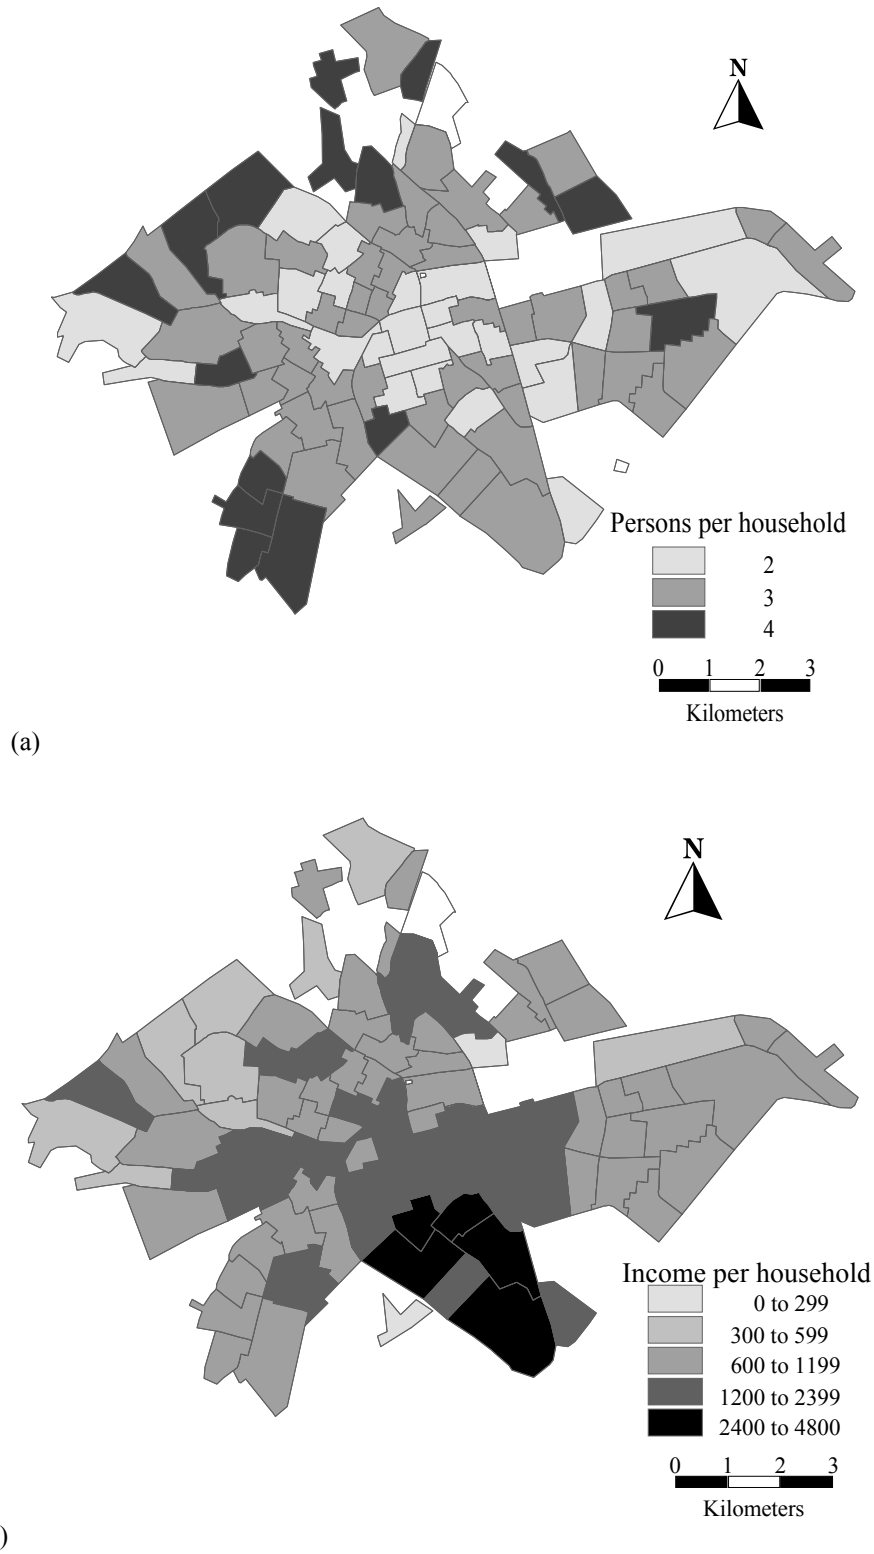 N
Persons per household
2
3
4
0 1 2 3
Kilometers
(a)
N
Income per household
0 to 299
300 to 599
600 to 1199
1200 to 2399
2400 to 4800
0 1 2 3
Kilometers
)